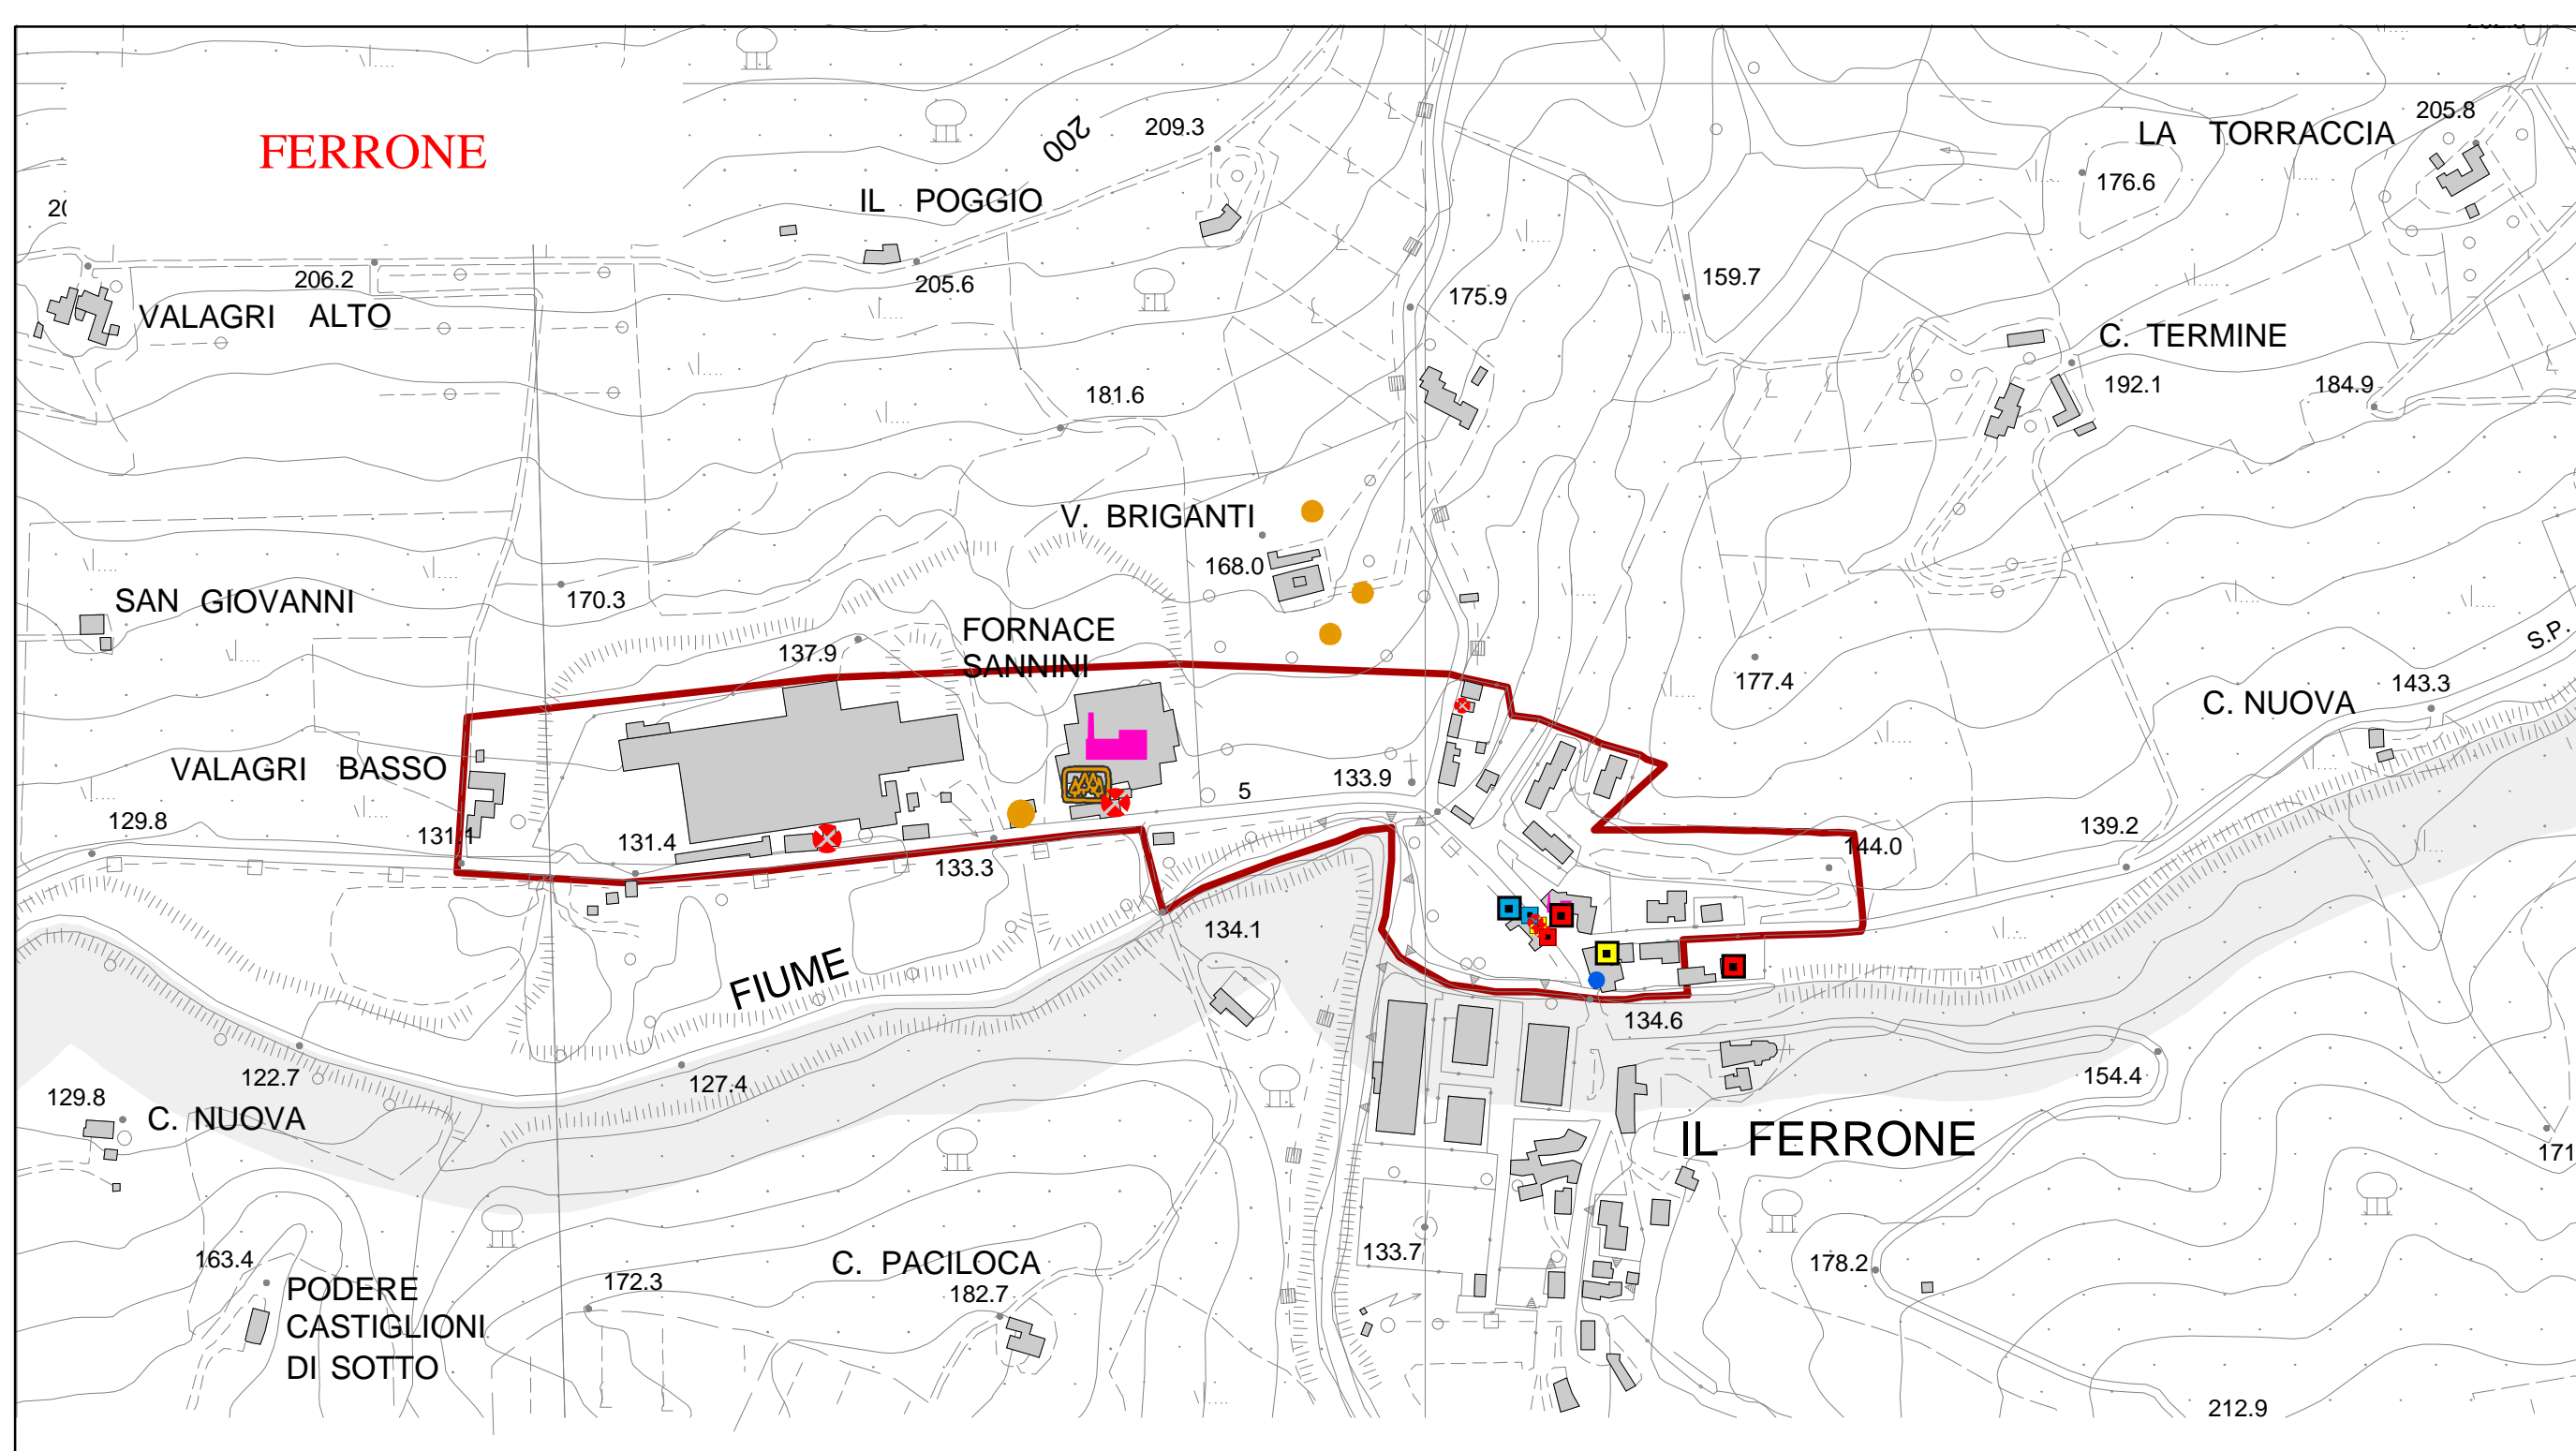 FERRONE
200
209.3
205.8
LA TORRACCIA
176.6
20
IL POGGIO
206.2
205.6
175.9
159.7
VALAGRI ALTO
C. TERMINE
181.6
192.1
184.9
V. BRIGANTI
168.0
SAN GIOVANNI
170.3
FORNACE
SANNINI
137.9
S.P.
177.4
143.3
C. NUOVA
VALAGRI BASSO
133.9
5
129.8
131.1
131.4
133.3
139.2
144.0
134.1
FIUME
134.6
122.7
127.4
154.4
129.8
C. NUOVA
IL FERRONE
171
163.4
PODERE
CASTIGLIONI
DI SOTTO
172.3
C. PACILOCA
182.7
133.7
178.2
212.9